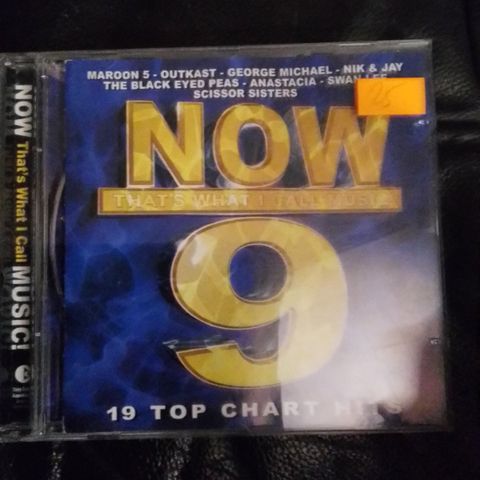 MAROON 5 - OUTKAST - GEORGE MICHAEL - NIK & JAY
THE BLACK EYED PEAS - ANASTACIA - SWAN LEE
SCISSOR SISTERS
25
NOW
THAT'S WHAT I CALL MUSIC
9
19 TOP CHART HITS
NOW That's What I Call MUSIC!